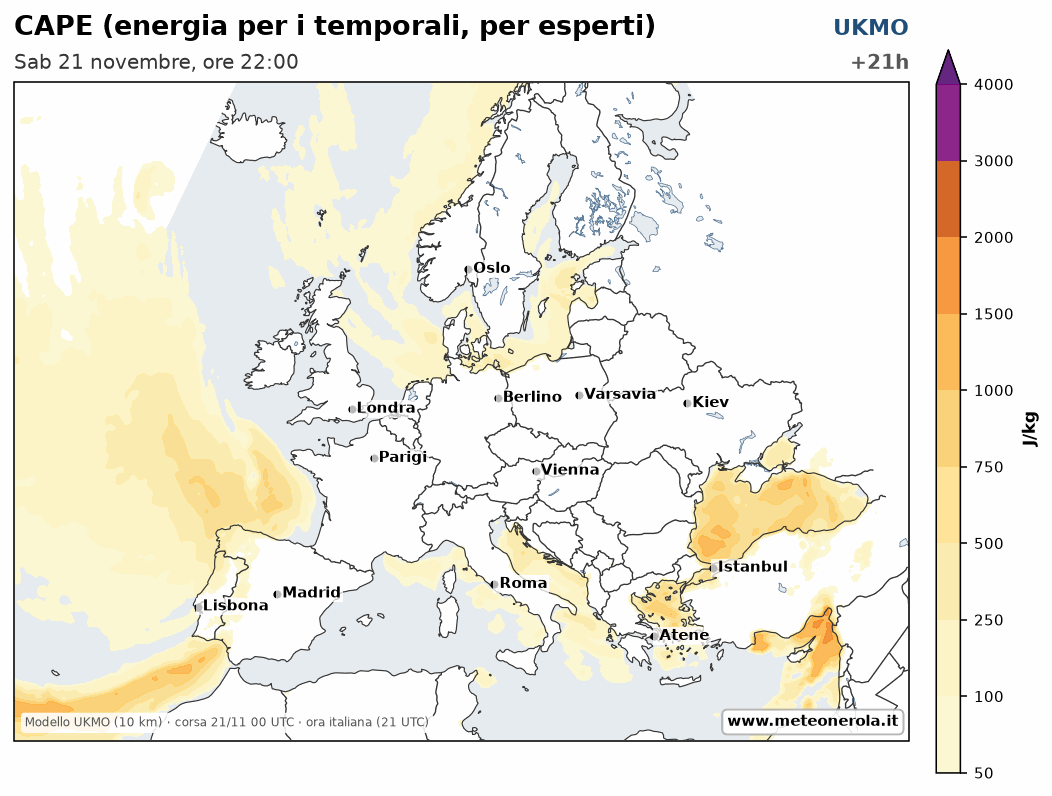 CAPE (energia per i temporali, per esperti)
UKMO
Sab 21 novembre, ore 22:00
+21h
4000
3000
2000
1500
1000
750
500
250
100
50
J/kg
Oslo
Berlino
Varsavia
Kiev
Londra
Parigi
Vienna
Istanbul
Roma
Madrid
Lisbona
Atene
Modello UKMO (10 km) · corsa 21/11 00 UTC · ora italiana (21 UTC)
www.meteonerola.it